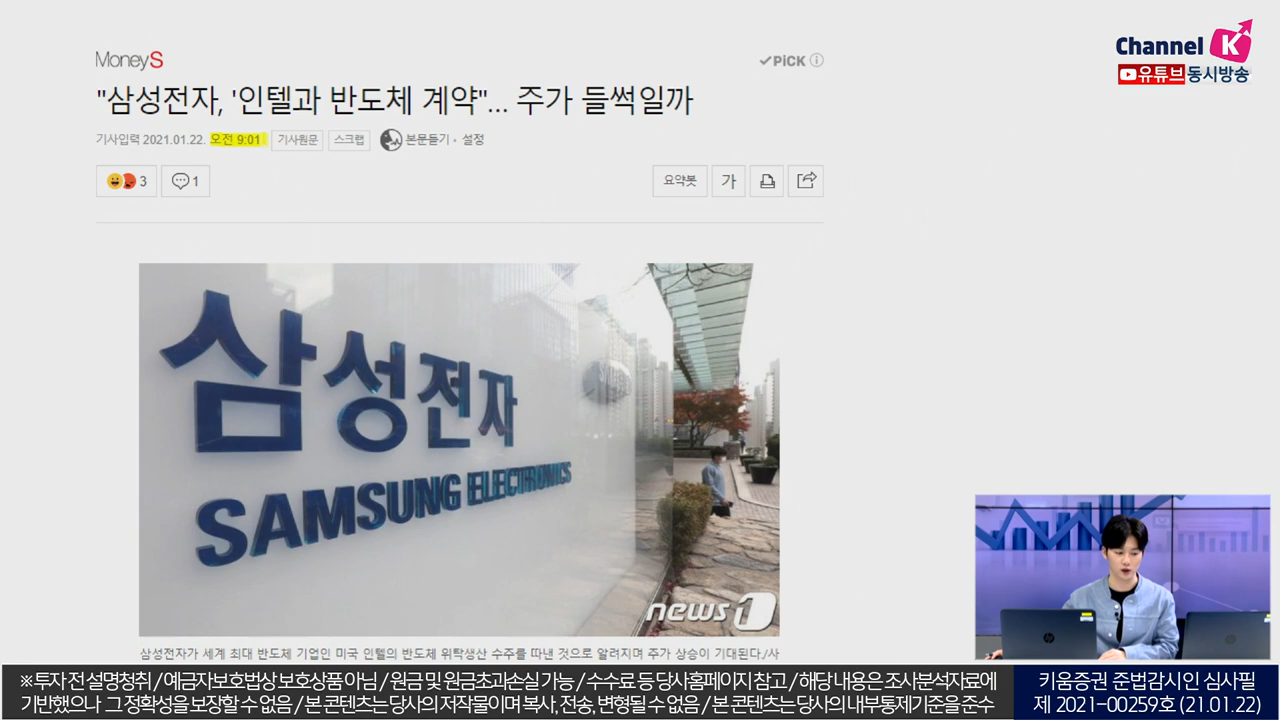 MoneyS
✓PiCK
Channel K
유튜브동시방송
"삼성전자, '인텔과 반도체 계약"... 주가 들썩일까
기사입력 2021.01.22. 오전 9:01 기사원문 스크랩 본문듣기 · 설정
3 1
요약봇 가
삼성전자
SAMSUNG ELECTRONICS
news1
hp
삼성전자가 세계 최대 반도체 기업인 미국 인텔의 반도체 위탁생산 수주를 따낸 것으로 알려지며 주가 상승이 기대된다./사
※ 투자 전 설명청취 / 예금자보호법상 보호상품 아님 / 원금 및 원금초과손실 가능 / 수수료 등 당사홈페이지 참고 / 해당 내용은 조사분석자료에
기반했으나 그 정확성을 보장할 수 없음 / 본 콘텐츠는 당사의 저작물이며 복사, 전송, 변형될 수 없음 / 본 콘텐츠는 당사의 내부통제기준을 준수
키움증권 준법감시인 심사필
제 2021-00259호 (21.01.22)